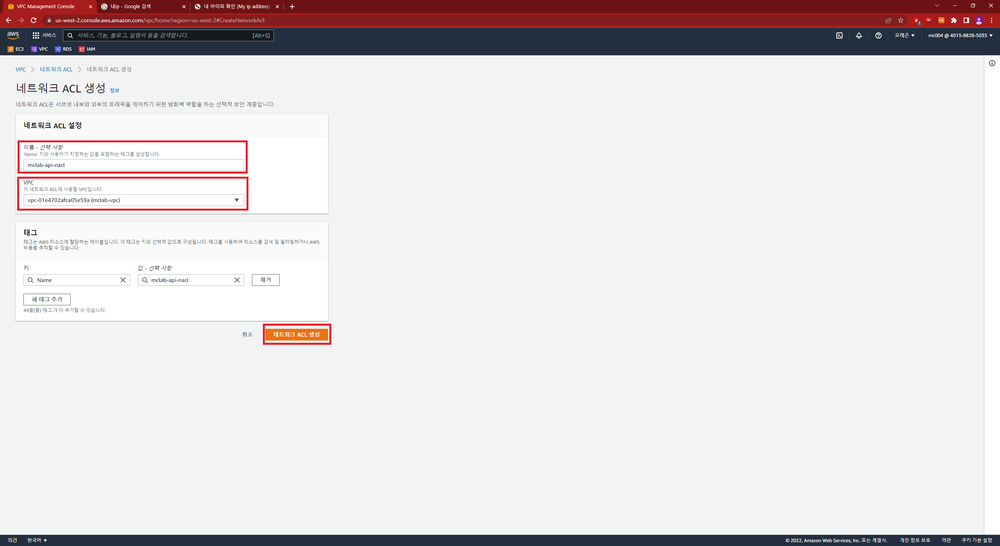 VPC Management Console
내ip - Google 검색
내 아이피 확인 (My ip address)
us-west-2.console.aws.amazon.com/vpc/home?region=us-west-2#CreateNetworkAcl:
1
aws
서비스
서비스, 기능, 블로그, 설명서 등을 검색합니다.
[Alt+S]
오레곤
mc004 @ 4013-8828-5035
EC2
VPC
RDS
IAM
VPC
네트워크 ACL
네트워크 ACL 생성
네트워크 ACL 생성 정보
네트워크 ACL은 서브넷 내부와 외부의 트래픽을 제어하기 위한 방화벽 역할을 하는 선택적 보안 계층입니다.
네트워크 ACL 설정
이름 - 선택 사항
'Name' 키와 사용자가 지정하는 값을 포함하는 태그를 생성합니다.
mclab-api-nacl
VPC
이 네트워크 ACL에 사용할 VPC입니다.
vpc-01e4702afca05e59a (mclab-vpc)
태그
태그는 AWS 리소스에 할당하는 레이블입니다. 각 태그는 키와 선택적 값으로 구성됩니다. 태그를 사용하여 리소스를 검색 및 필터링하거나 AWS
비용을 추적할 수 있습니다.
키
값 - 선택 사항
Name
mclab-api-nacl
제거
새 태그 추가
49을(를) 태그.개 더 추가할 수 있습니다.
취소
네트워크 ACL 생성
의견
한국어
© 2022, Amazon Web Services, Inc. 또는 계열사.
개인 정보 보호
약관
쿠키 기본 설정